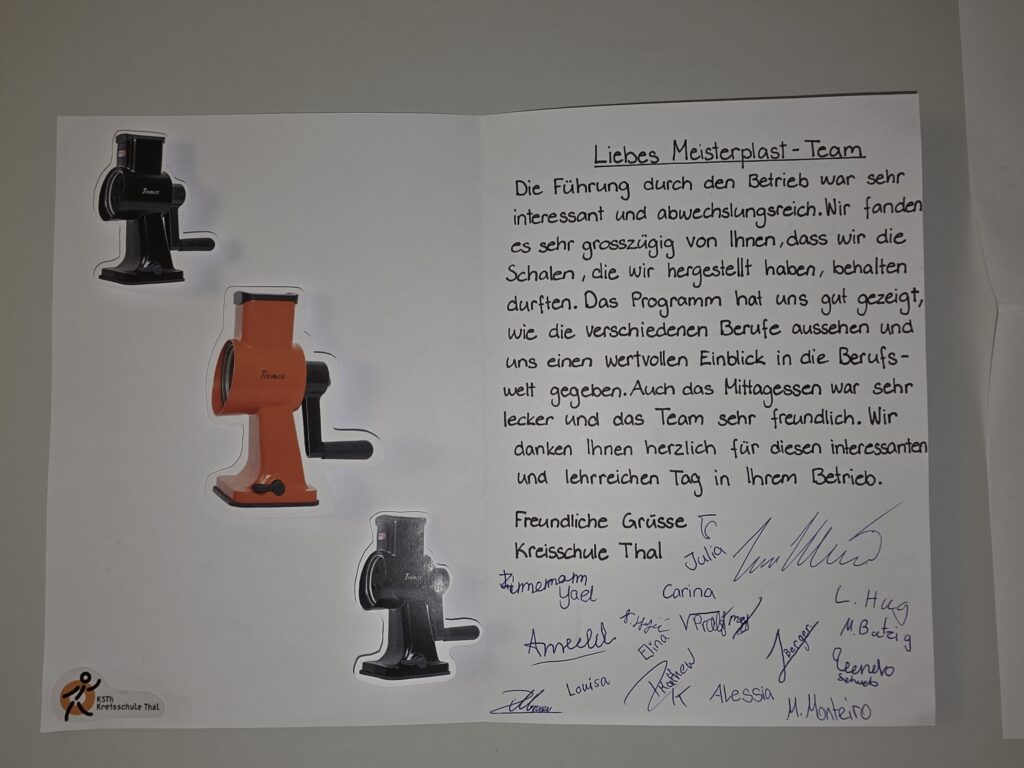 Tremco
Tremco
Tremco
KSTh
Kreisschule Thal
Liebes Meisterplast-Team
Die Führung durch den Betrieb war sehr
interessant und abwechslungsreich. Wir fanden
es sehr grosszügig von Ihnen, dass wir die
Schalen, die wir hergestellt haben, behalten
durften. Das Programm hat uns gut gezeigt,
wie die verschiedenen Berufe aussehen und
uns einen wertvollen Einblick in die Berufs-
welt gegeben. Auch das Mittagessen war sehr
lecker und das Team sehr freundlich. Wir
danken Ihnen herzlich für diesen interessanten
und lehrreichen Tag in Ihrem Betrieb.
Freundliche Grüsse
Kreisschule Thal
Julia
Yael
Carina
L. Hug
Elina
Berger
Louisa
K
Alessia
M. Monteiro